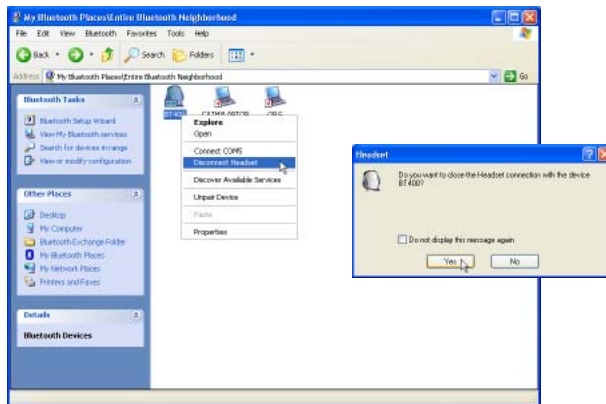 My Bluetooth Places\Entire Bluetooth Neighborhood
File Edit View Bluetooth Favorites Tools Help
Back Search Folders
Address My Bluetooth Places\Entire Bluetooth Neighborhood Go
Bluetooth Tasks
Bluetooth Setup Wizard
View My Bluetooth services
Search for devices in range
View or modify configuration
Other Places
Desktop
My Computer
Bluetooth Exchange Folder
My Bluetooth Places
My Network Places
Printers and Faxes
Details
Bluetooth Devices
BT400
Explore
Open
Connect COM5
Disconnect Headset
Discover Available Services
Unpair Device
Paste
Properties
Headset
Do you want to close the Headset connection with the device
BT400?
Do not display this message again
Yes No